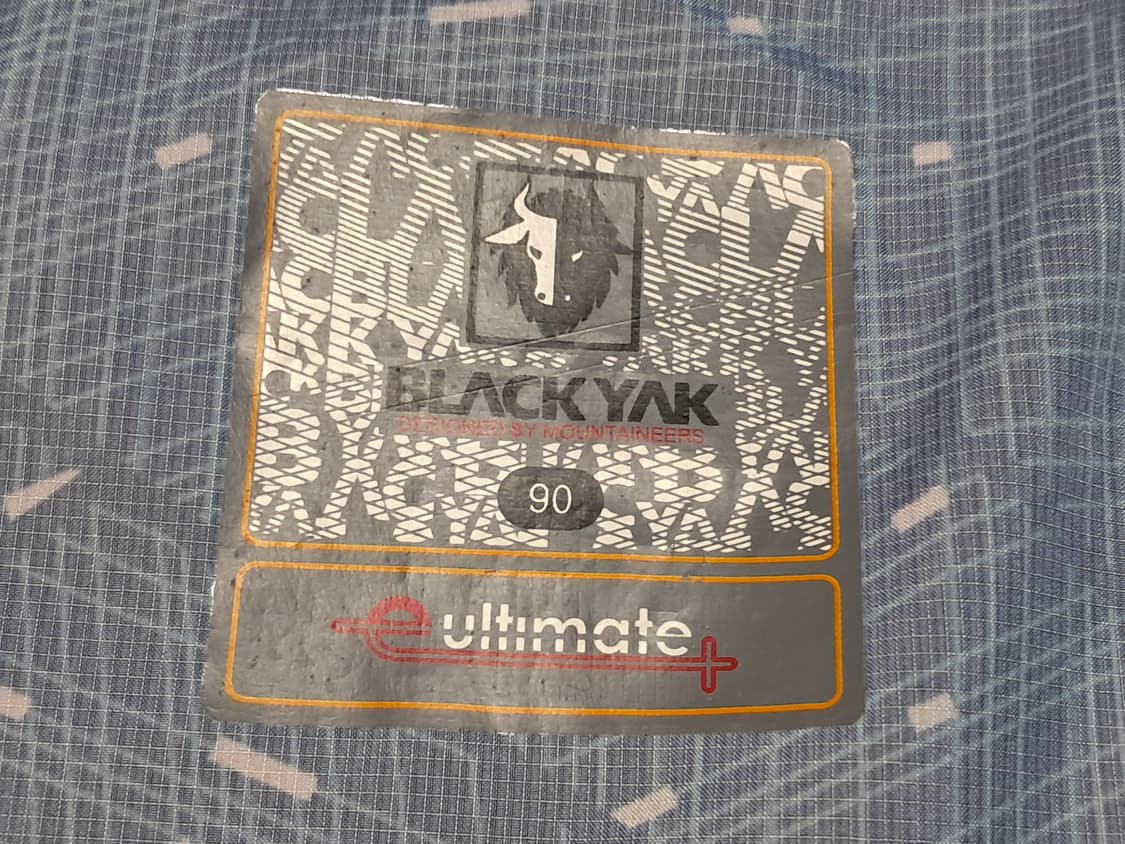 BLACKYAK
DESIGNED BY MOUNTAINEERS
90
e ultimate